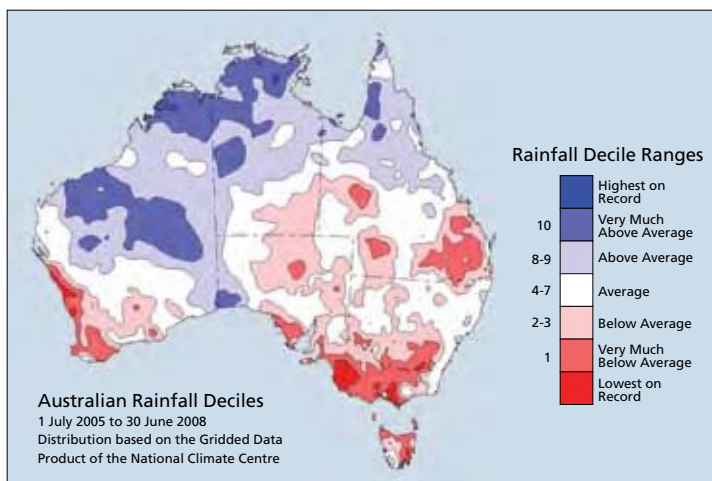 Rainfall Decile Ranges
Highest on
Record
10
Very Much
Above Average
8-9
Above Average
4-7
Average
2-3
Below Average
1
Very Much
Below Average
Lowest on
Record
Australian Rainfall Deciles
1 July 2005 to 30 June 2008
Distribution based on the Gridded Data
Product of the National Climate Centre